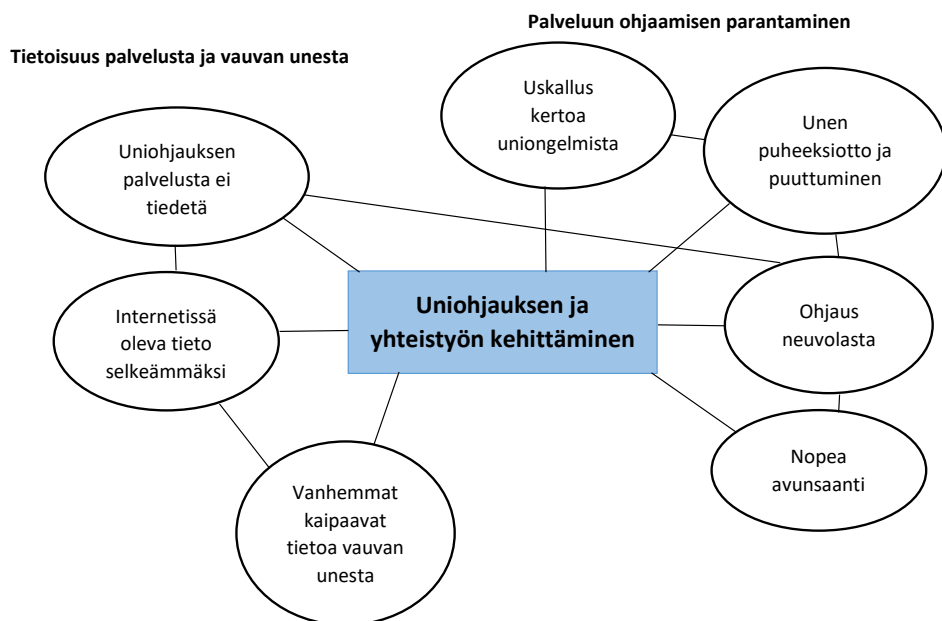 Palveluun ohjaamisen parantaminen
Tietoisuus palvelusta ja vauvan unesta
Uskallus
kertoa
uniongelmista
Unen
puheeksiotto ja
puuttuminen
Uniohjauksen
palvelusta ei
tiedetä
Internetissä
oleva tieto
selkeämmäksi
Uniohjauksen ja
yhteistyön kehittäminen
Ohjaus
neuvolasta
Nopea
avunsaanti
Vanhemmat
kaipaavat
tietoa vauvan
unesta